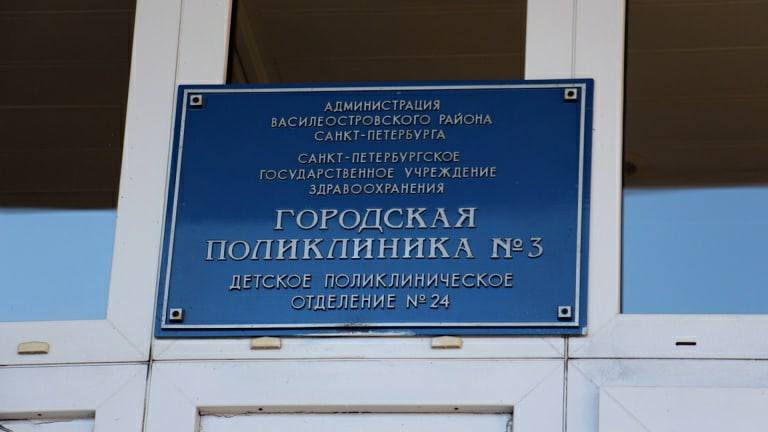 АДМИНИСТРАЦИЯ
ВАСИЛЕОСТРОВСКОГО РАЙОНА
САНКТ-ПЕТЕРБУРГА
САНКТ-ПЕТЕРБУРГСКОЕ
ГОСУДАРСТВЕННОЕ УЧРЕЖДЕНИЕ
ЗДРАВООХРАНЕНИЯ
ГОРОДСКАЯ
ПОЛИКЛИНИКА №3
ДЕТСКОЕ ПОЛИКЛИНИЧЕСКОЕ
ОТДЕЛЕНИЕ №24